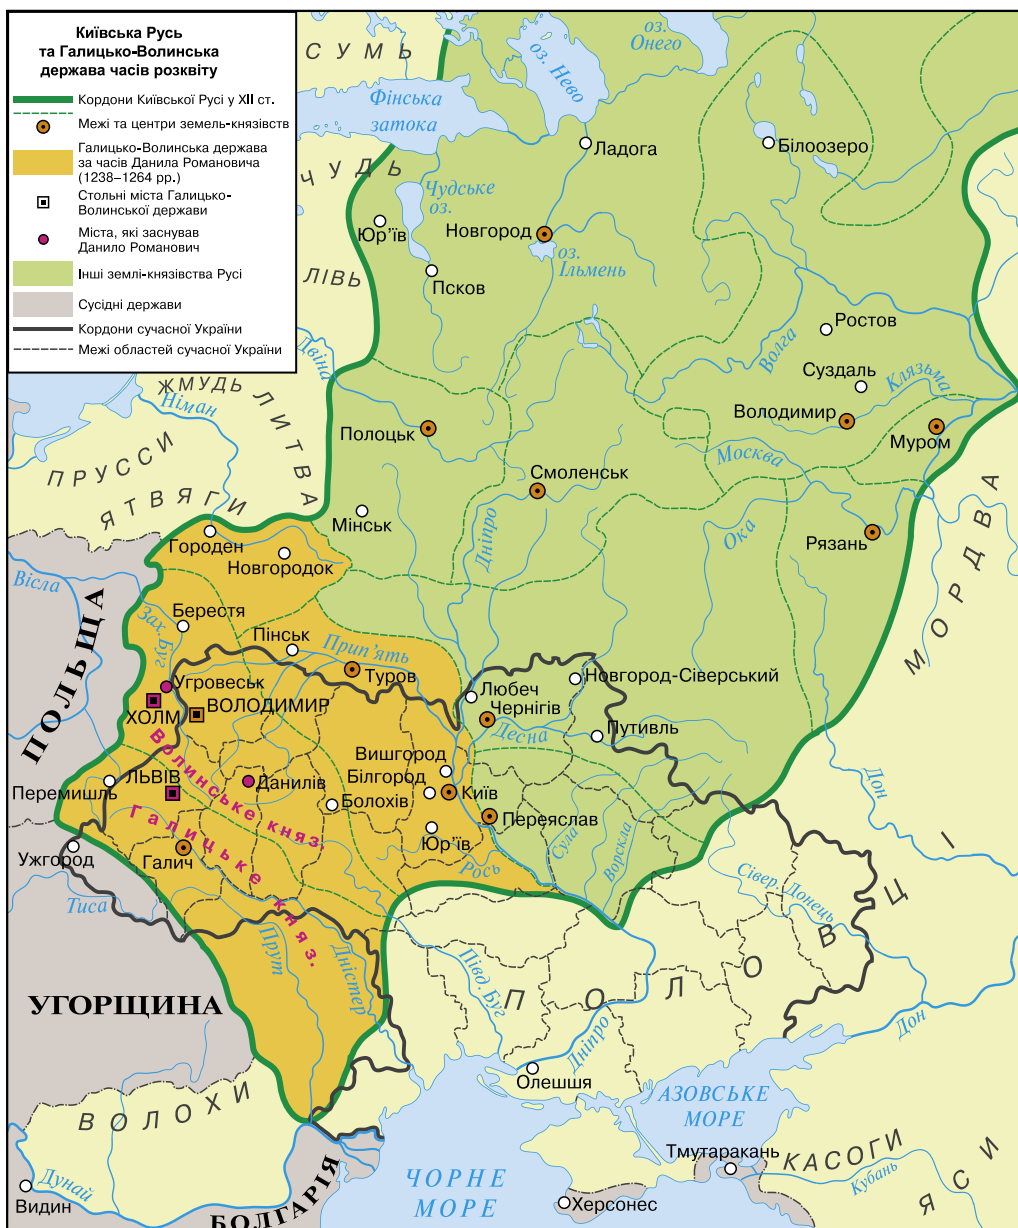 Київська Русь
та Галицько-Волинська
держава часів розквіту
Кордони Київської Русі у XII ст.
Межі та центри земель-князівств
Галицько-Волинська держава
за часів Данила Романовича
(1238–1264 рр.)
Стольні міста Галицько-
Волинської держави
Міста, які заснував
Данило Романович
Інші землі-князівства Русі
Сусідні держави
Кордони сучасної України
Межі областей сучасної України
СУМЬ
оз.
Онего
оз. Нево
Фінська
затока
Ладога
Білоозеро
ЧУДЬ
Чудське
оз.
Юр'їв
Новгород
оз.
Ільмень
ЛІВЬ
Псков
Ростов
Волга
Двіна
Суздаль
Клязьма
ЖМУДЬ
Німан
ЛИТВА
Володимир
Муром
Полоцьк
Москва
ПРУССИ
ЯТВЯГИ
Смоленськ
МОРДВА
Мінськ
Дніпро
Ока
Рязань
Городен
Новгородок
Вісла
ПОЛЬЩА
Зах. Буг
Берестя
Пінськ
Прип'ять
Туров
Угровеськ
ХОЛМ
ВОЛОДИМИР
Любеч
Чернігів
Новгород-Сіверський
Десна
Путивль
Волинське княз.
Вишгород
Білгород
Київ
ЛЬВІВ
Перемишль
Данилів
Болохів
Переяслав
Дон
Галицьке княз.
Юр'їв
Сула
Ворскла
Ужгород
Галич
Рось
Сівер. Донець
Тиса
Прут
Дністер
Півд. Буг
ПОЛОВЦІ
УГОРЩИНА
Дніпро
Дон
Олешшя
ВОЛОХИ
АЗОВСЬКЕ
МОРЕ
Тмутаракань
КАСОГИ
Кубань
ЯСИ
Дунай
Видин
БОЛГАРІЯ
ЧОРНЕ
МОРЕ
Херсонес